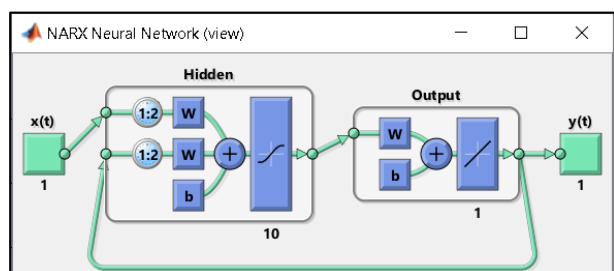 NARX Neural Network (view)
Hidden
Output
x(t)
y(t)
1:2
W
1:2
W
b
W
b
1
10
1
1